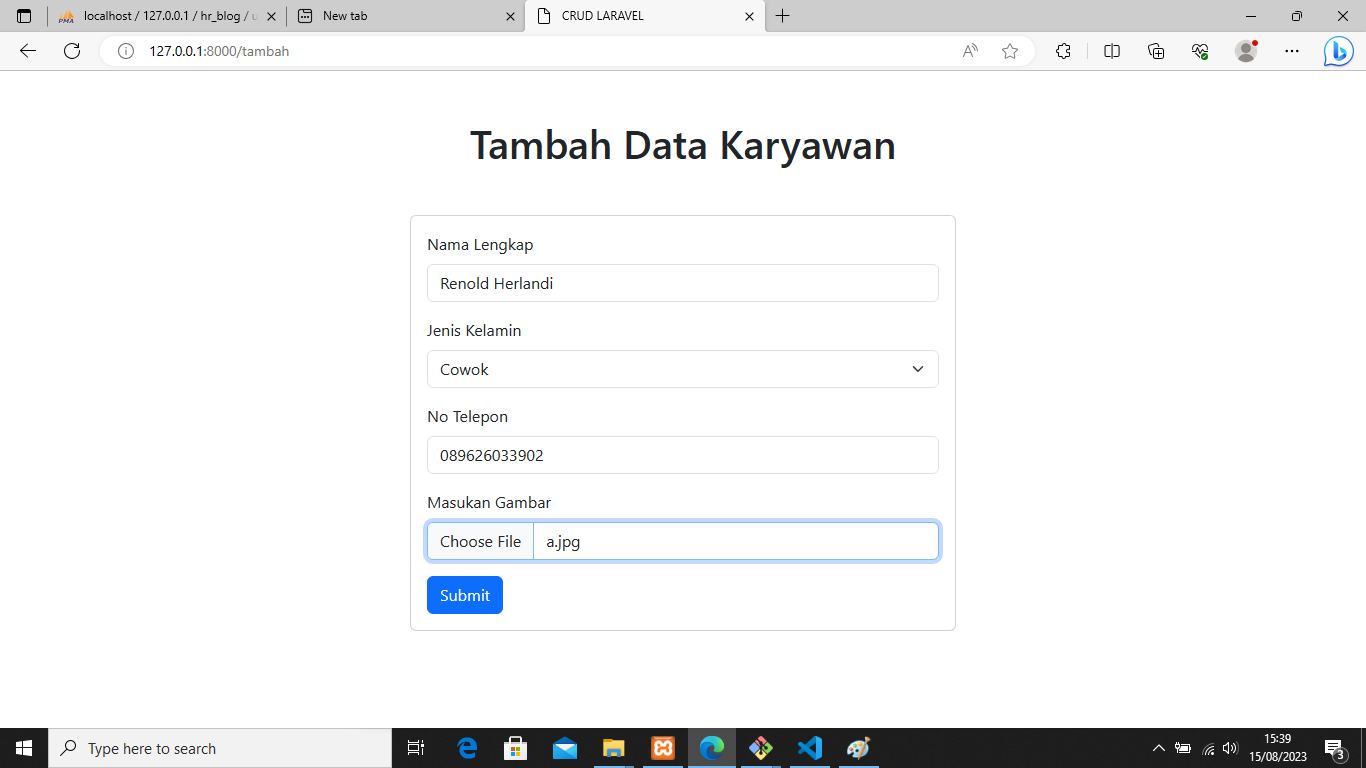 localhost / 127.0.0.1 / hr_blog / u
New tab
CRUD LARAVEL
127.0.0.1:8000/tambah
Tambah Data Karyawan
Nama Lengkap
Renold Herlandi
Jenis Kelamin
Cowok
No Telepon
089626033902
Masukan Gambar
Choose File a.jpg
Submit
Type here to search
15:39
15/08/2023
3